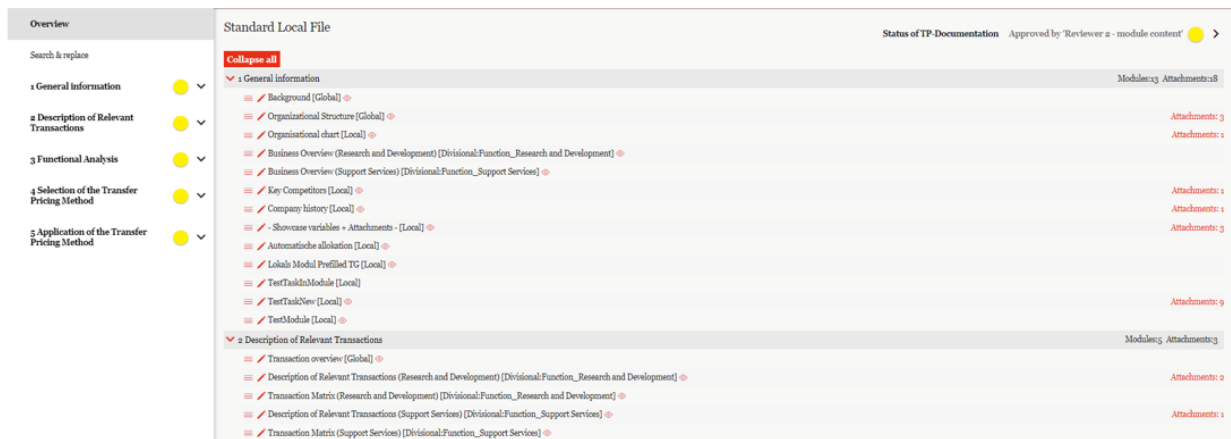 Overview
Search & replace
1 General information
2 Description of Relevant
Transactions
3 Functional Analysis
4 Selection of the Transfer
Pricing Method
5 Application of the Transfer
Pricing Method
Standard Local File
Status of TP-Documentation Approved by 'Reviewer 2 - module content'
Collapse all
1 General information Modules:13 Attachments:18
Background [Global]
Organizational Structure [Global] Attachments: 3
Organisational chart [Local] Attachments: 1
Business Overview (Research and Development) [Divisional:Function_Research and Development]
Business Overview (Support Services) [Divisional:Function_Support Services]
Key Competitors [Local] Attachments: 1
Company history [Local] Attachments: 1
- Showcase variables + Attachments - [Local] Attachments: 3
Automatische allokation [Local]
Lokals Modul Prefilled TG [Local]
TestTaskInModule [Local]
TestTaskNew [Local] Attachments: 9
TestModule [Local]
2 Description of Relevant Transactions Modules:5 Attachments:3
Transaction overview [Global]
Description of Relevant Transactions (Research and Development) [Divisional:Function_Research and Development] Attachments: 2
Transaction Matrix (Research and Development) [Divisional:Function_Research and Development]
Description of Relevant Transactions (Support Services) [Divisional:Function_Support Services] Attachments: 1
Transaction Matrix (Support Services) [Divisional:Function_Support Services]